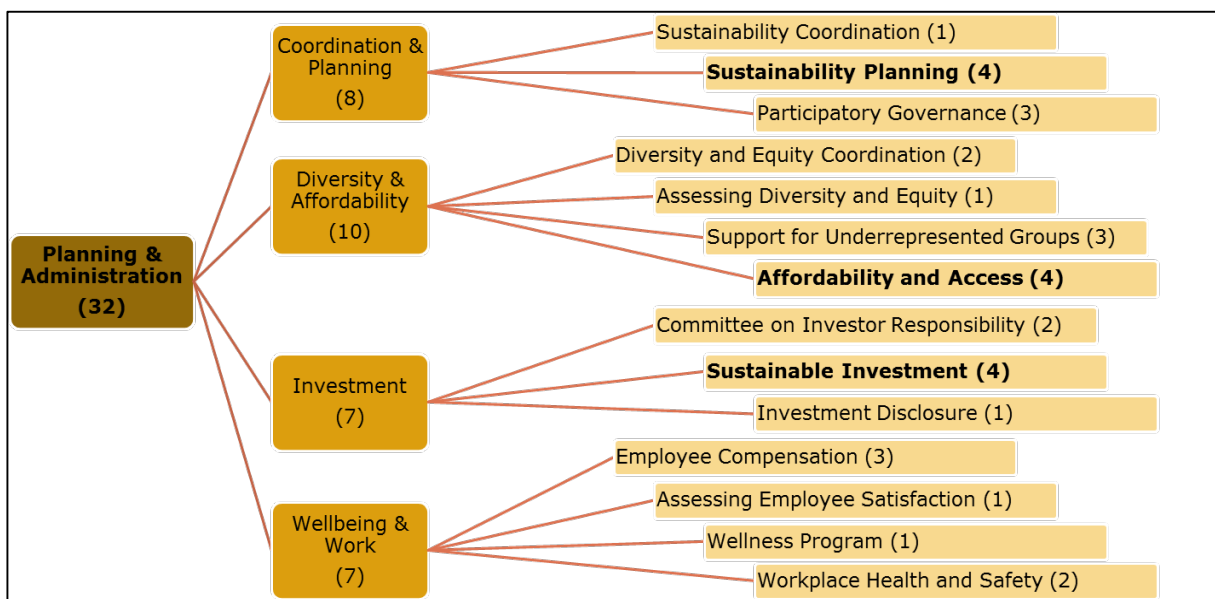 Planning &
Administration
(32)
Coordination &
Planning
(8)
Sustainability Coordination (1)
Sustainability Planning (4)
Participatory Governance (3)
Diversity &
Affordability
(10)
Diversity and Equity Coordination (2)
Assessing Diversity and Equity (1)
Support for Underrepresented Groups (3)
Affordability and Access (4)
Investment
(7)
Committee on Investor Responsibility (2)
Sustainable Investment (4)
Investment Disclosure (1)
Wellbeing &
Work
(7)
Employee Compensation (3)
Assessing Employee Satisfaction (1)
Wellness Program (1)
Workplace Health and Safety (2)